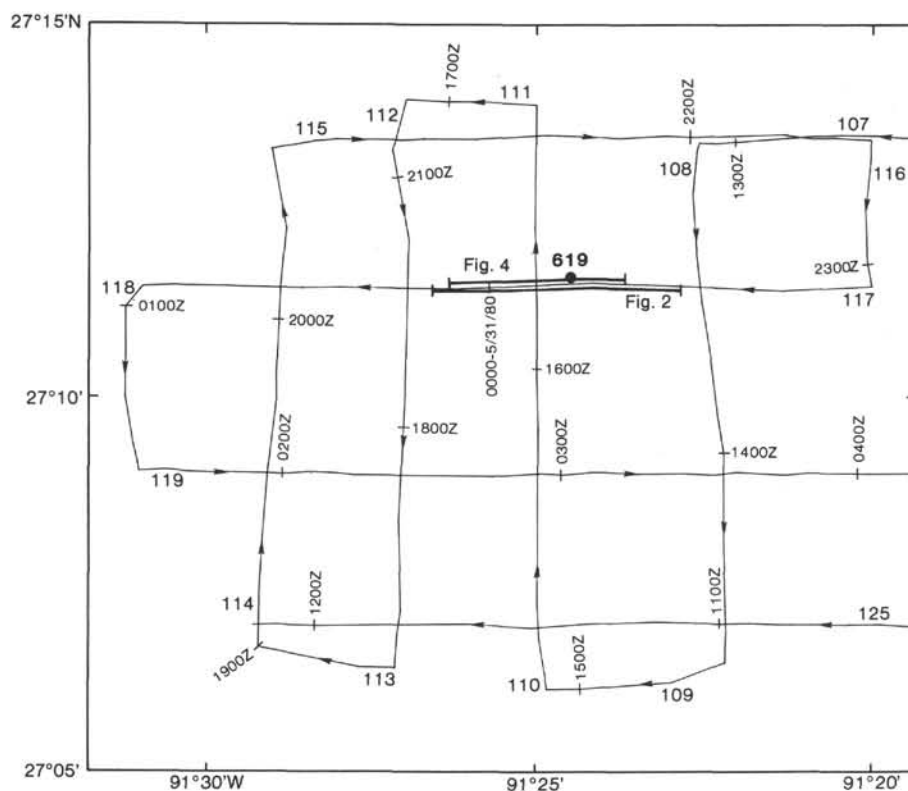 27°15'N
1700Z
111
112
2200Z
107
115
108
1300Z
116
2100Z
619
Fig. 4
2300Z
118
Fig. 2
117
0100Z
0000-5/31/80
2000Z
1600Z
27°10'
1800Z
0200Z
0300Z
1400Z
0400Z
119
1200Z
1100Z
114
125
1900Z
113
1500Z
110
109
27°05'
91°30'W
91°25'
91°20'